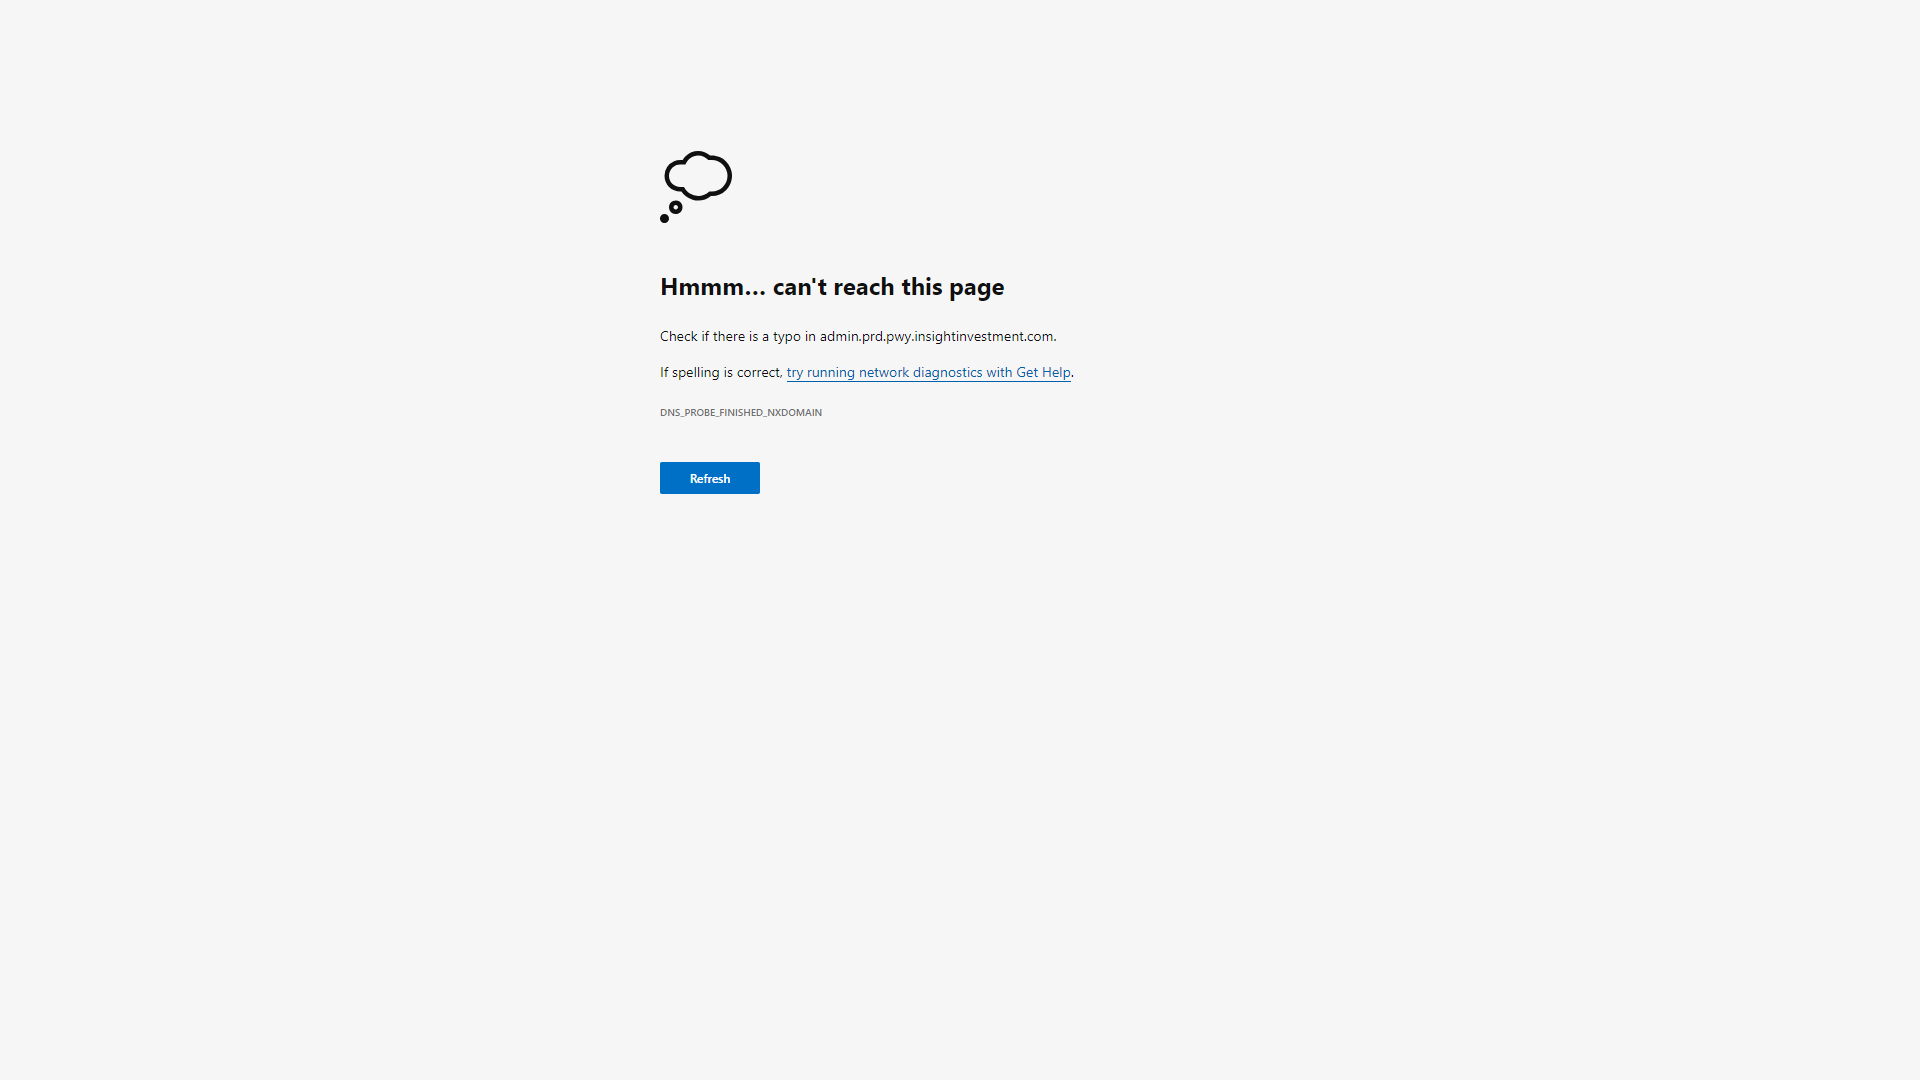 Hmmm... can't reach this page
Check if there is a typo in admin.prd.pwy.insightinvestment.com.
If spelling is correct, try running network diagnostics with Get Help.
DNS_PROBE_FINISHED_NXDOMAIN
Refresh